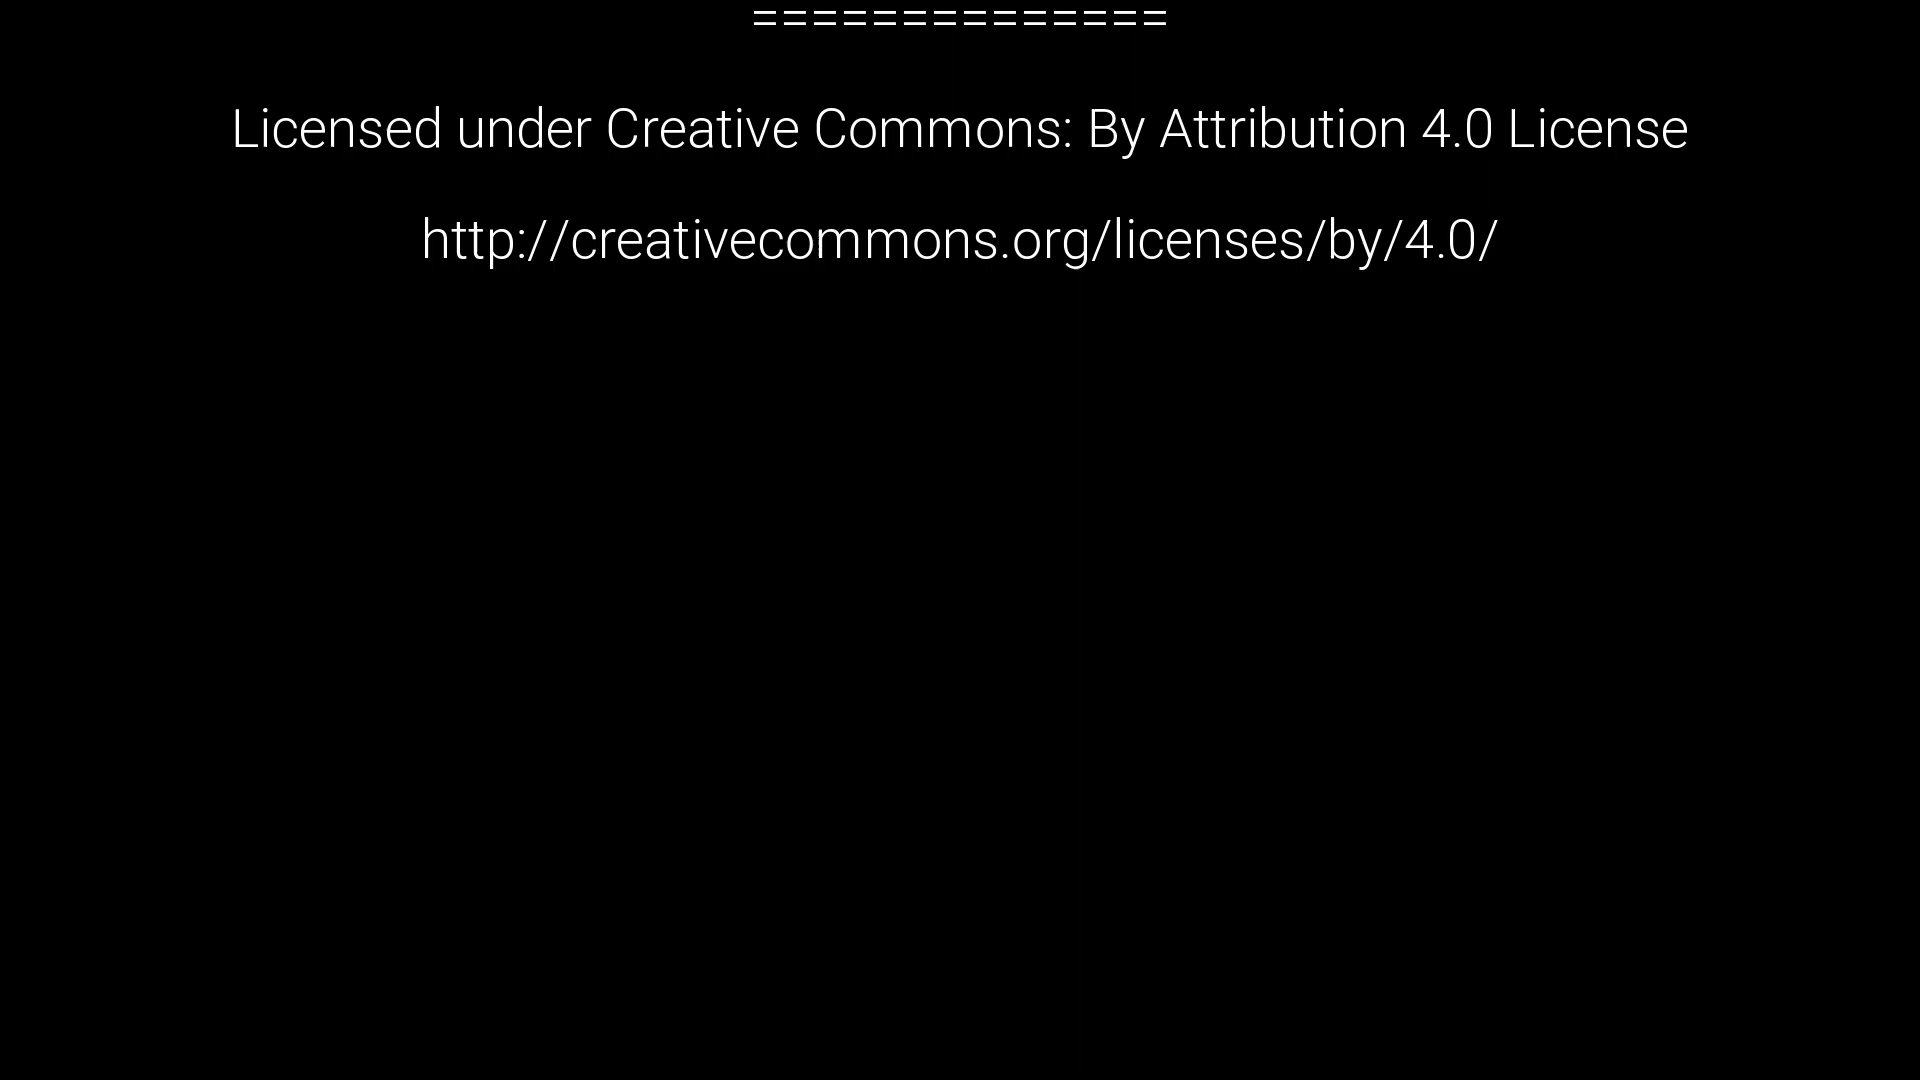 ==============
Licensed under Creative Commons: By Attribution 4.0 License
http://creativecommons.org/licenses/by/4.0/